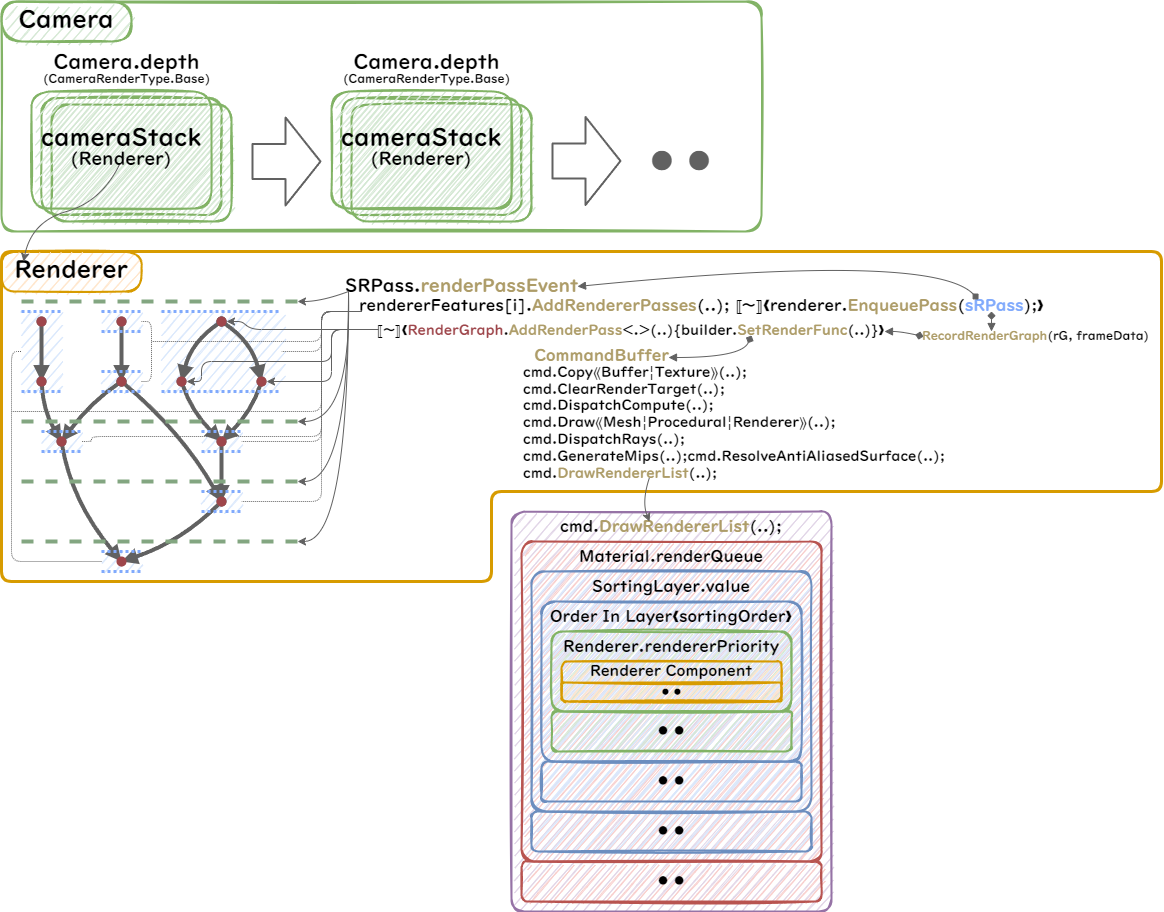 Camera
Camera.depth
(CameraRenderType.Base)
cameraStack
(Renderer)
Camera.depth
(CameraRenderType.Base)
cameraStack
(Renderer)
Renderer
SRPass.renderPassEvent
rendererFeatures[i].AddRendererPasses(..); 〚~〛❬renderer.EnqueuePass(sRPass);❭
〚~〛❬RenderGraph.AddRenderPass<.>(..){builder.SetRenderFunc(..)}❭
RecordRenderGraph(rG, frameData)
CommandBuffer
cmd.Copy⟪Buffer¦Texture⟫(..);
cmd.ClearRenderTarget(..);
cmd.DispatchCompute(..);
cmd.Draw⟪Mesh¦Procedural¦Renderer⟫(..);
cmd.DispatchRays(..);
cmd.GenerateMips(..);cmd.ResolveAntiAliasedSurface(..);
cmd.DrawRendererList(..);
cmd.DrawRendererList(..);
Material.renderQueue
SortingLayer.value
Order In Layer❬sortingOrder❭
Renderer.rendererPriority
Renderer Component